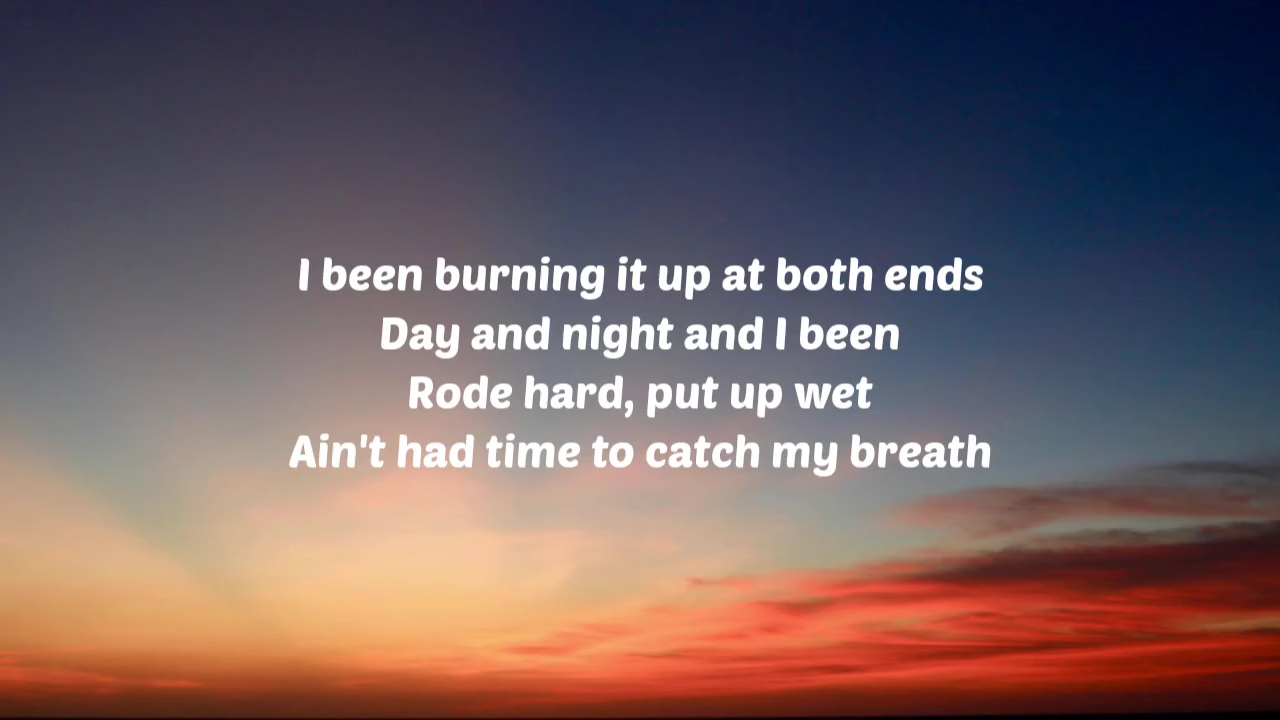 I been burning it up at both ends
Day and night and I been
Rode hard, put up wet
Ain't had time to catch my breath